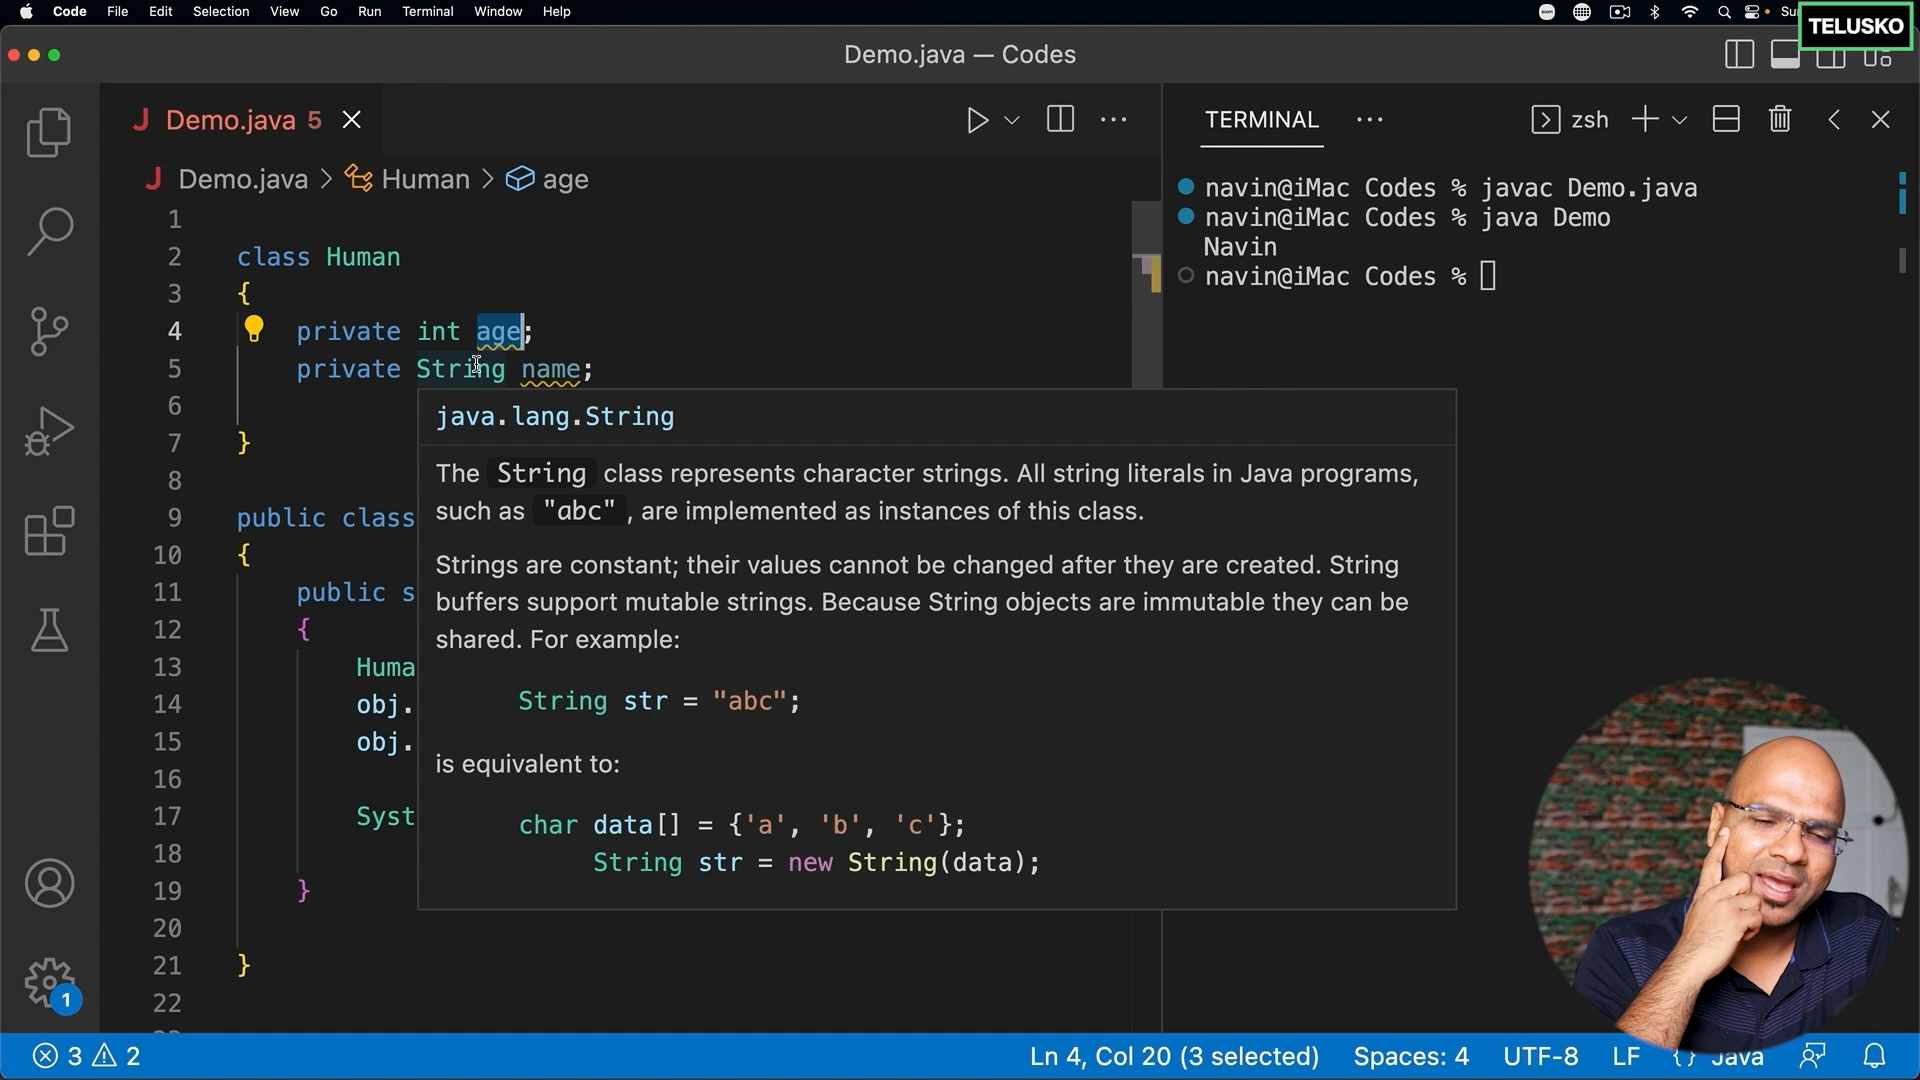 Code File Edit Selection View Go Run Terminal Window Help
zoom
TELUSKO
Demo.java — Codes
Demo.java 5
Demo.java > Human > age
1
2 class Human
3 {
4 private int age;
5 private String name;
6
7 }
8
9 public class
10 {
11 public s
12 {
13 Huma
14 obj.
15 obj.
16
17 Syst
18
19 }
20
21 }
22
java.lang.String
The String class represents character strings. All string literals in Java programs,
such as "abc" , are implemented as instances of this class.
Strings are constant; their values cannot be changed after they are created. String
buffers support mutable strings. Because String objects are immutable they can be
shared. For example:
String str = "abc";
is equivalent to:
char data[] = {'a', 'b', 'c'};
String str = new String(data);
TERMINAL
zsh
navin@iMac Codes % javac Demo.java
navin@iMac Codes % java Demo
Navin
navin@iMac Codes %
1
3 2
Ln 4, Col 20 (3 selected) Spaces: 4 UTF-8 LF {} Java